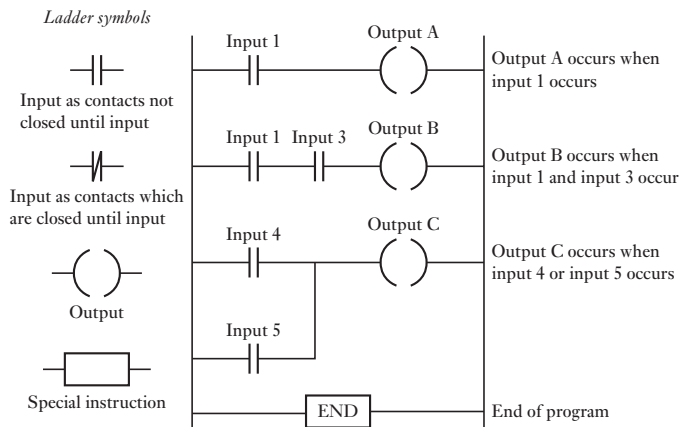 Ladder symbols
Input as contacts not
closed until input
Input as contacts which
are closed until input
Output
Special instruction
Input 1
Output A
Output A occurs when
input 1 occurs
Input 1 Input 3
Output B
Output B occurs when
input 1 and input 3 occur
Input 4
Output C
Output C occurs when
input 4 or input 5 occurs
Input 5
END
End of program